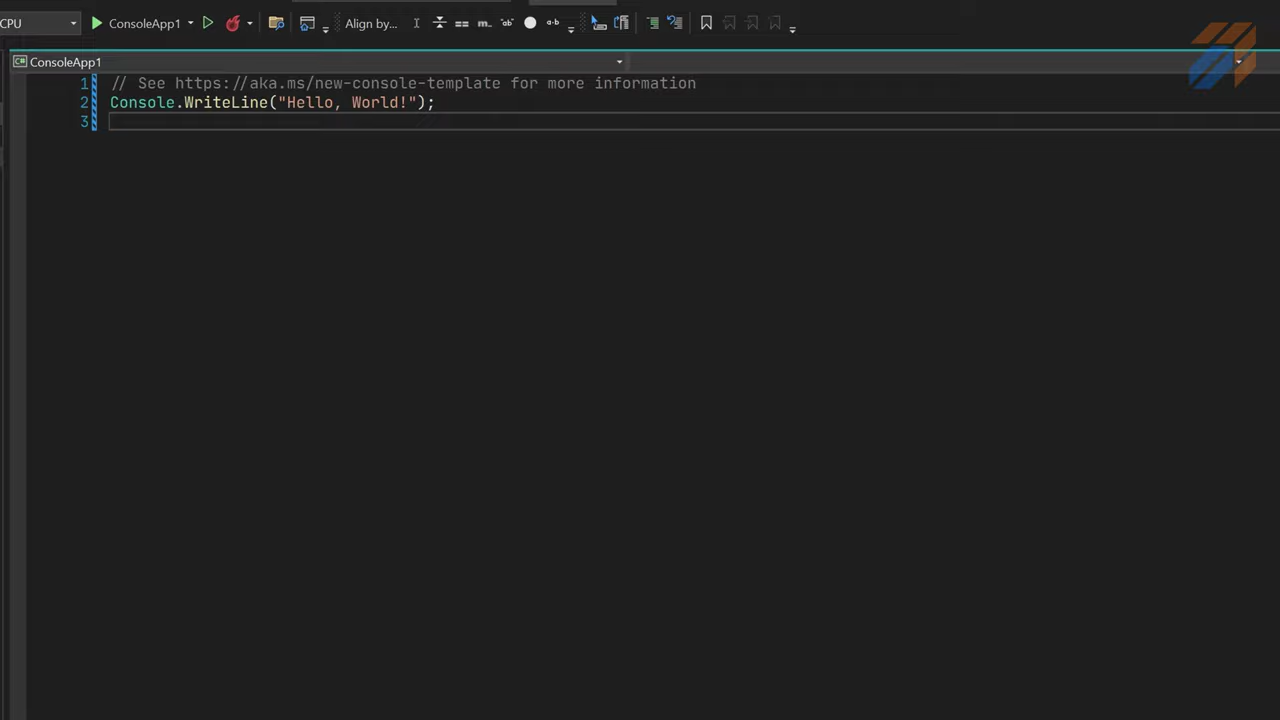 CPU ConsoleApp1 Align by...
ConsoleApp1
1 // See https://aka.ms/new-console-template for more information
2 Console.WriteLine("Hello, World!");
3